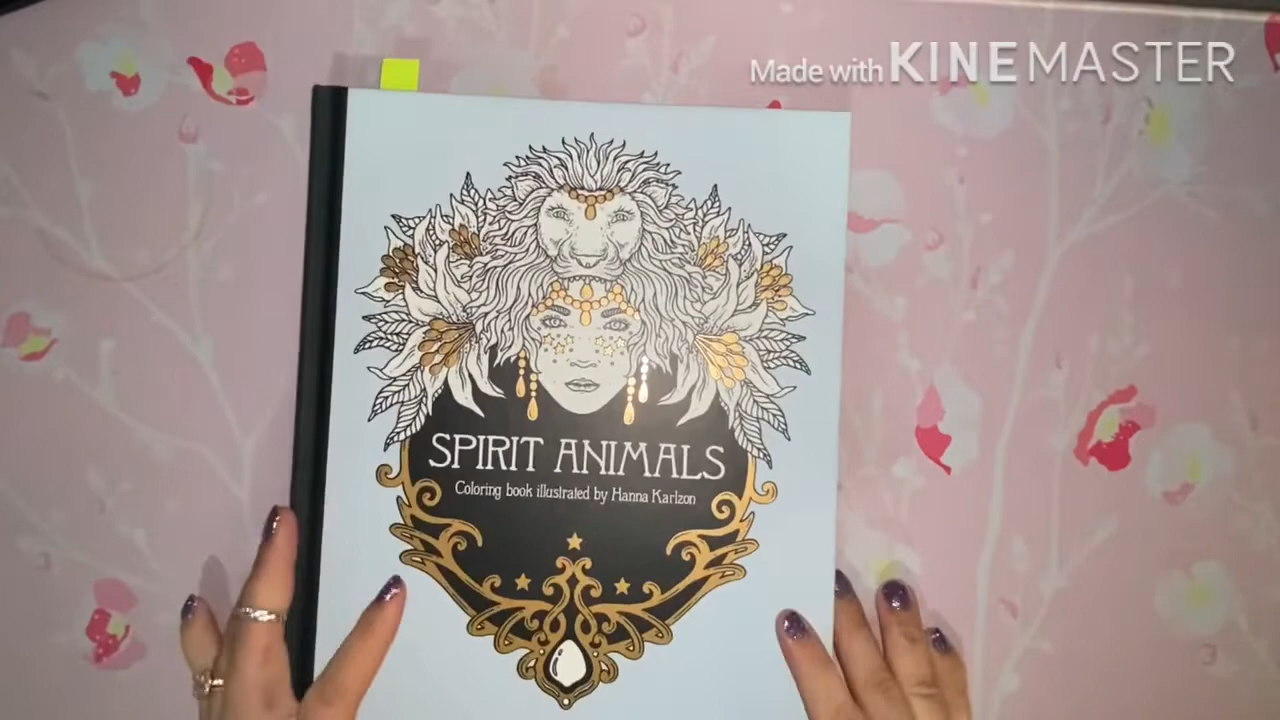 Made with KINEMASTER
SPIRIT ANIMALS
Coloring book illustrated by Hanna Karlzon